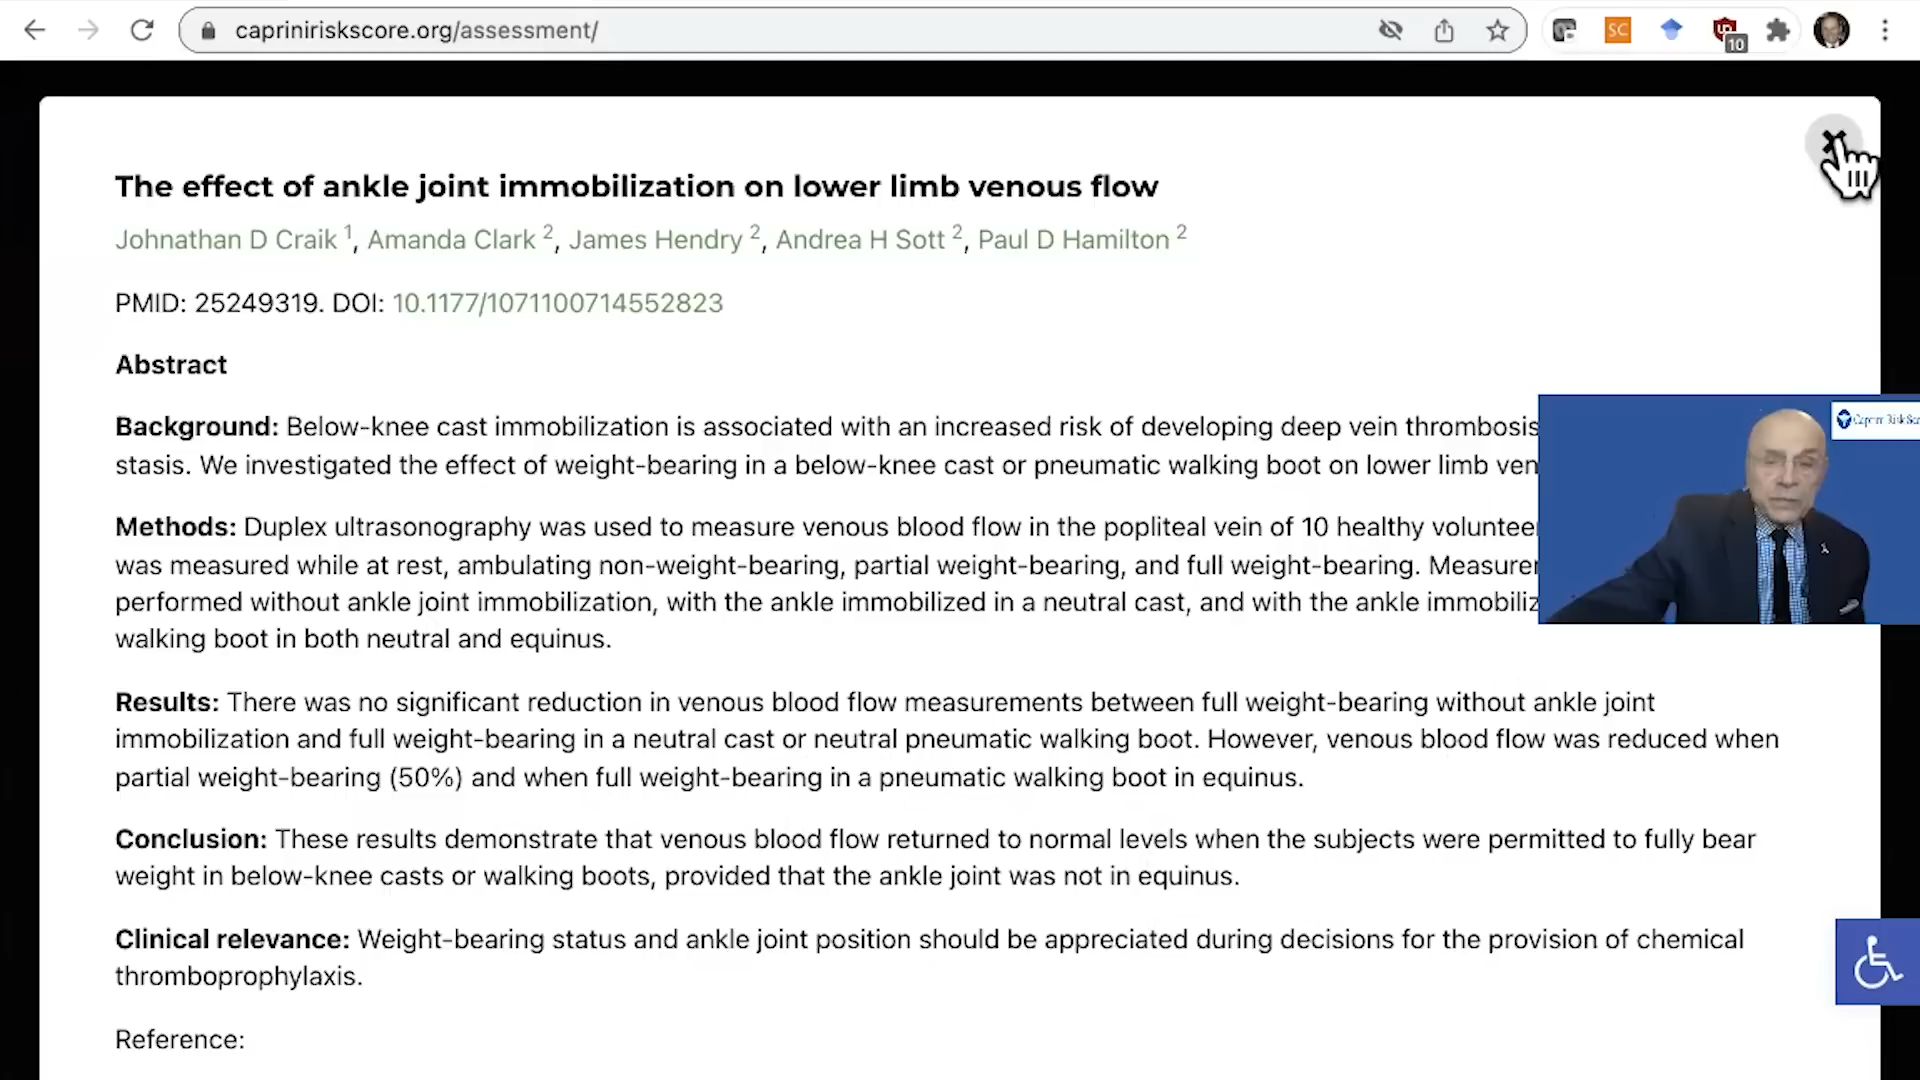 capriniriskscore.org/assessment/
SC
10
The effect of ankle joint immobilization on lower limb venous flow
Johnathan D Craik 1, Amanda Clark 2, James Hendry 2, Andrea H Sott 2, Paul D Hamilton 2
PMID: 25249319. DOI: 10.1177/1071100714552823
Abstract
Background: Below-knee cast immobilization is associated with an increased risk of developing deep vein thrombosis
stasis. We investigated the effect of weight-bearing in a below-knee cast or pneumatic walking boot on lower limb
Methods: Duplex ultrasonography was used to measure venous blood flow in the popliteal vein of 10 healthy
was measured while at rest, ambulating non-weight-bearing, partial weight-bearing, and full weight-bearing.
performed without ankle joint immobilization, with the ankle immobilized in a neutral cast, and with the ankle
walking boot in both neutral and equinus.
Caprini Risk
Results: There was no significant reduction in venous blood flow measurements between full weight-bearing without ankle joint
immobilization and full weight-bearing in a neutral cast or neutral pneumatic walking boot. However, venous blood flow was reduced when
partial weight-bearing (50%) and when full weight-bearing in a pneumatic walking boot in equinus.
Conclusion: These results demonstrate that venous blood flow returned to normal levels when the subjects were permitted to fully bear
weight in below-knee casts or walking boots, provided that the ankle joint was not in equinus.
Clinical relevance: Weight-bearing status and ankle joint position should be appreciated during decisions for the provision of chemical
thromboprophylaxis.
Reference: